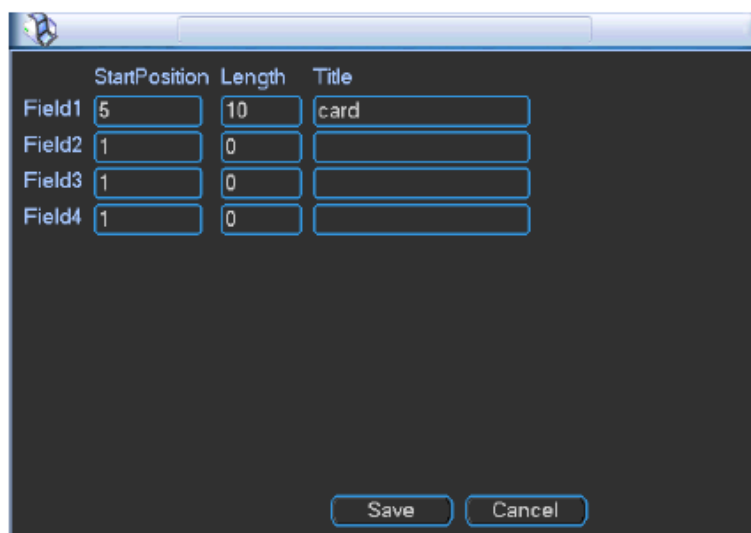 StartPosition Length Title
Field1 5 10 card
Field2 1 0
Field3 1 0
Field4 1 0
Save Cancel